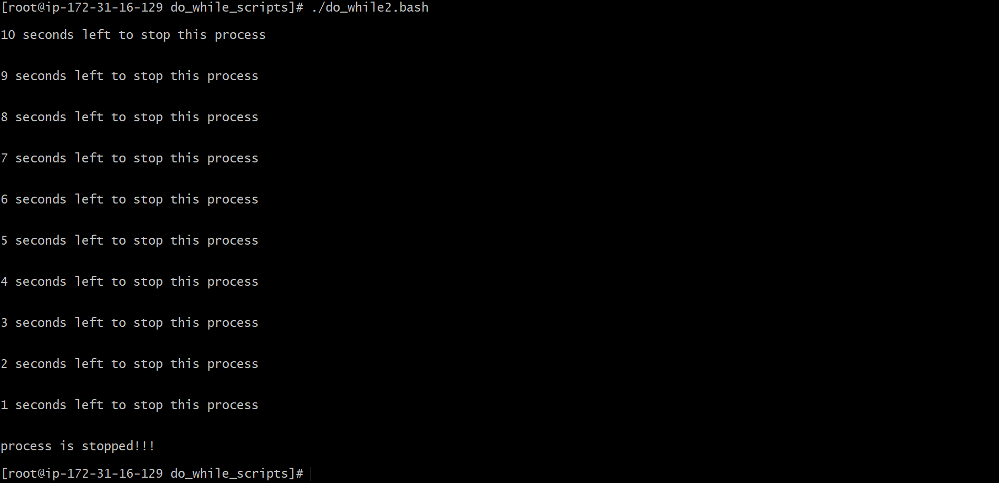 [root@ip-172-31-16-129 do_while_scripts]# ./do_while2.bash
10 seconds left to stop this process
9 seconds left to stop this process
8 seconds left to stop this process
7 seconds left to stop this process
6 seconds left to stop this process
5 seconds left to stop this process
4 seconds left to stop this process
3 seconds left to stop this process
2 seconds left to stop this process
1 seconds left to stop this process
process is stopped!!!
[root@ip-172-31-16-129 do_while_scripts]#